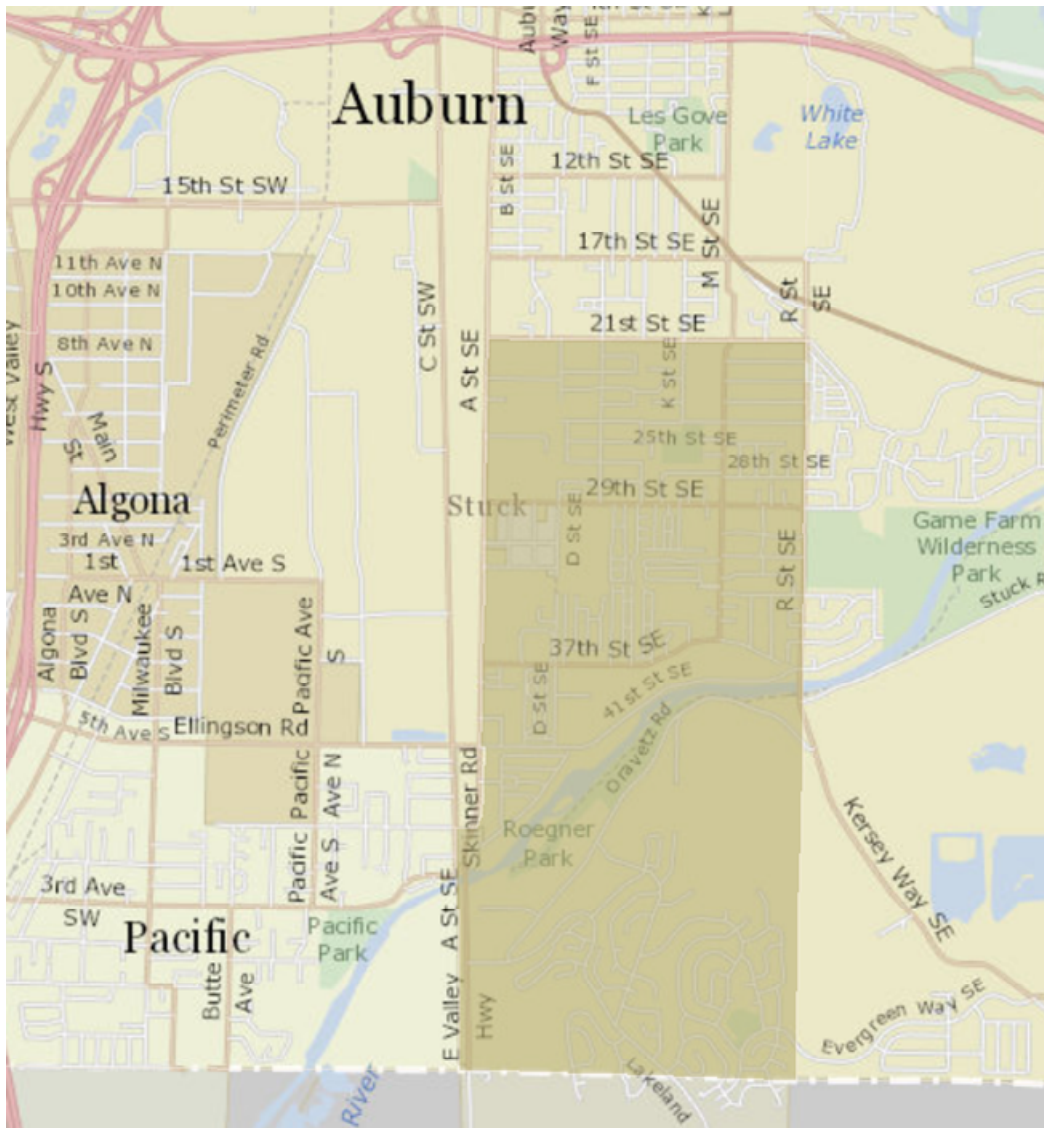 Aubu
Way
F St SE
Auburn
Les Gove
Park
White
Lake
12th St SE
B St SE
15th St SW
M St SE
17th St SE
11th Ave N
10th Ave N
R St
SE
C St SW
21st St SE
8th Ave N
West Valley
Hwy S
A St SE
K St SE
Perimeter Rd
Main
St
25th St SE
28th St SE
Algona
29th St SE
Stuck
Game Farm
Wilderness
Park
3rd Ave N
D St SE
1st
Ave N
1st Ave S
R St SE
Stuck R
Algona
Blvd S
Milwaukee
Blvd S
Pacific Ave
S
37th St SE
D St SE
41st St SE
5th Ave S
Ellingson Rd
Oravetz Rd
Pacific
Ave N
Skinner Rd
Roegner
Park
Kersey Way SE
Pacific
Ave S
3rd Ave
SW
Pacific
Pacific
Park
A St SE
Butte
Ave
E Valley
Hwy
Evergreen Way SE
Lakeland
River